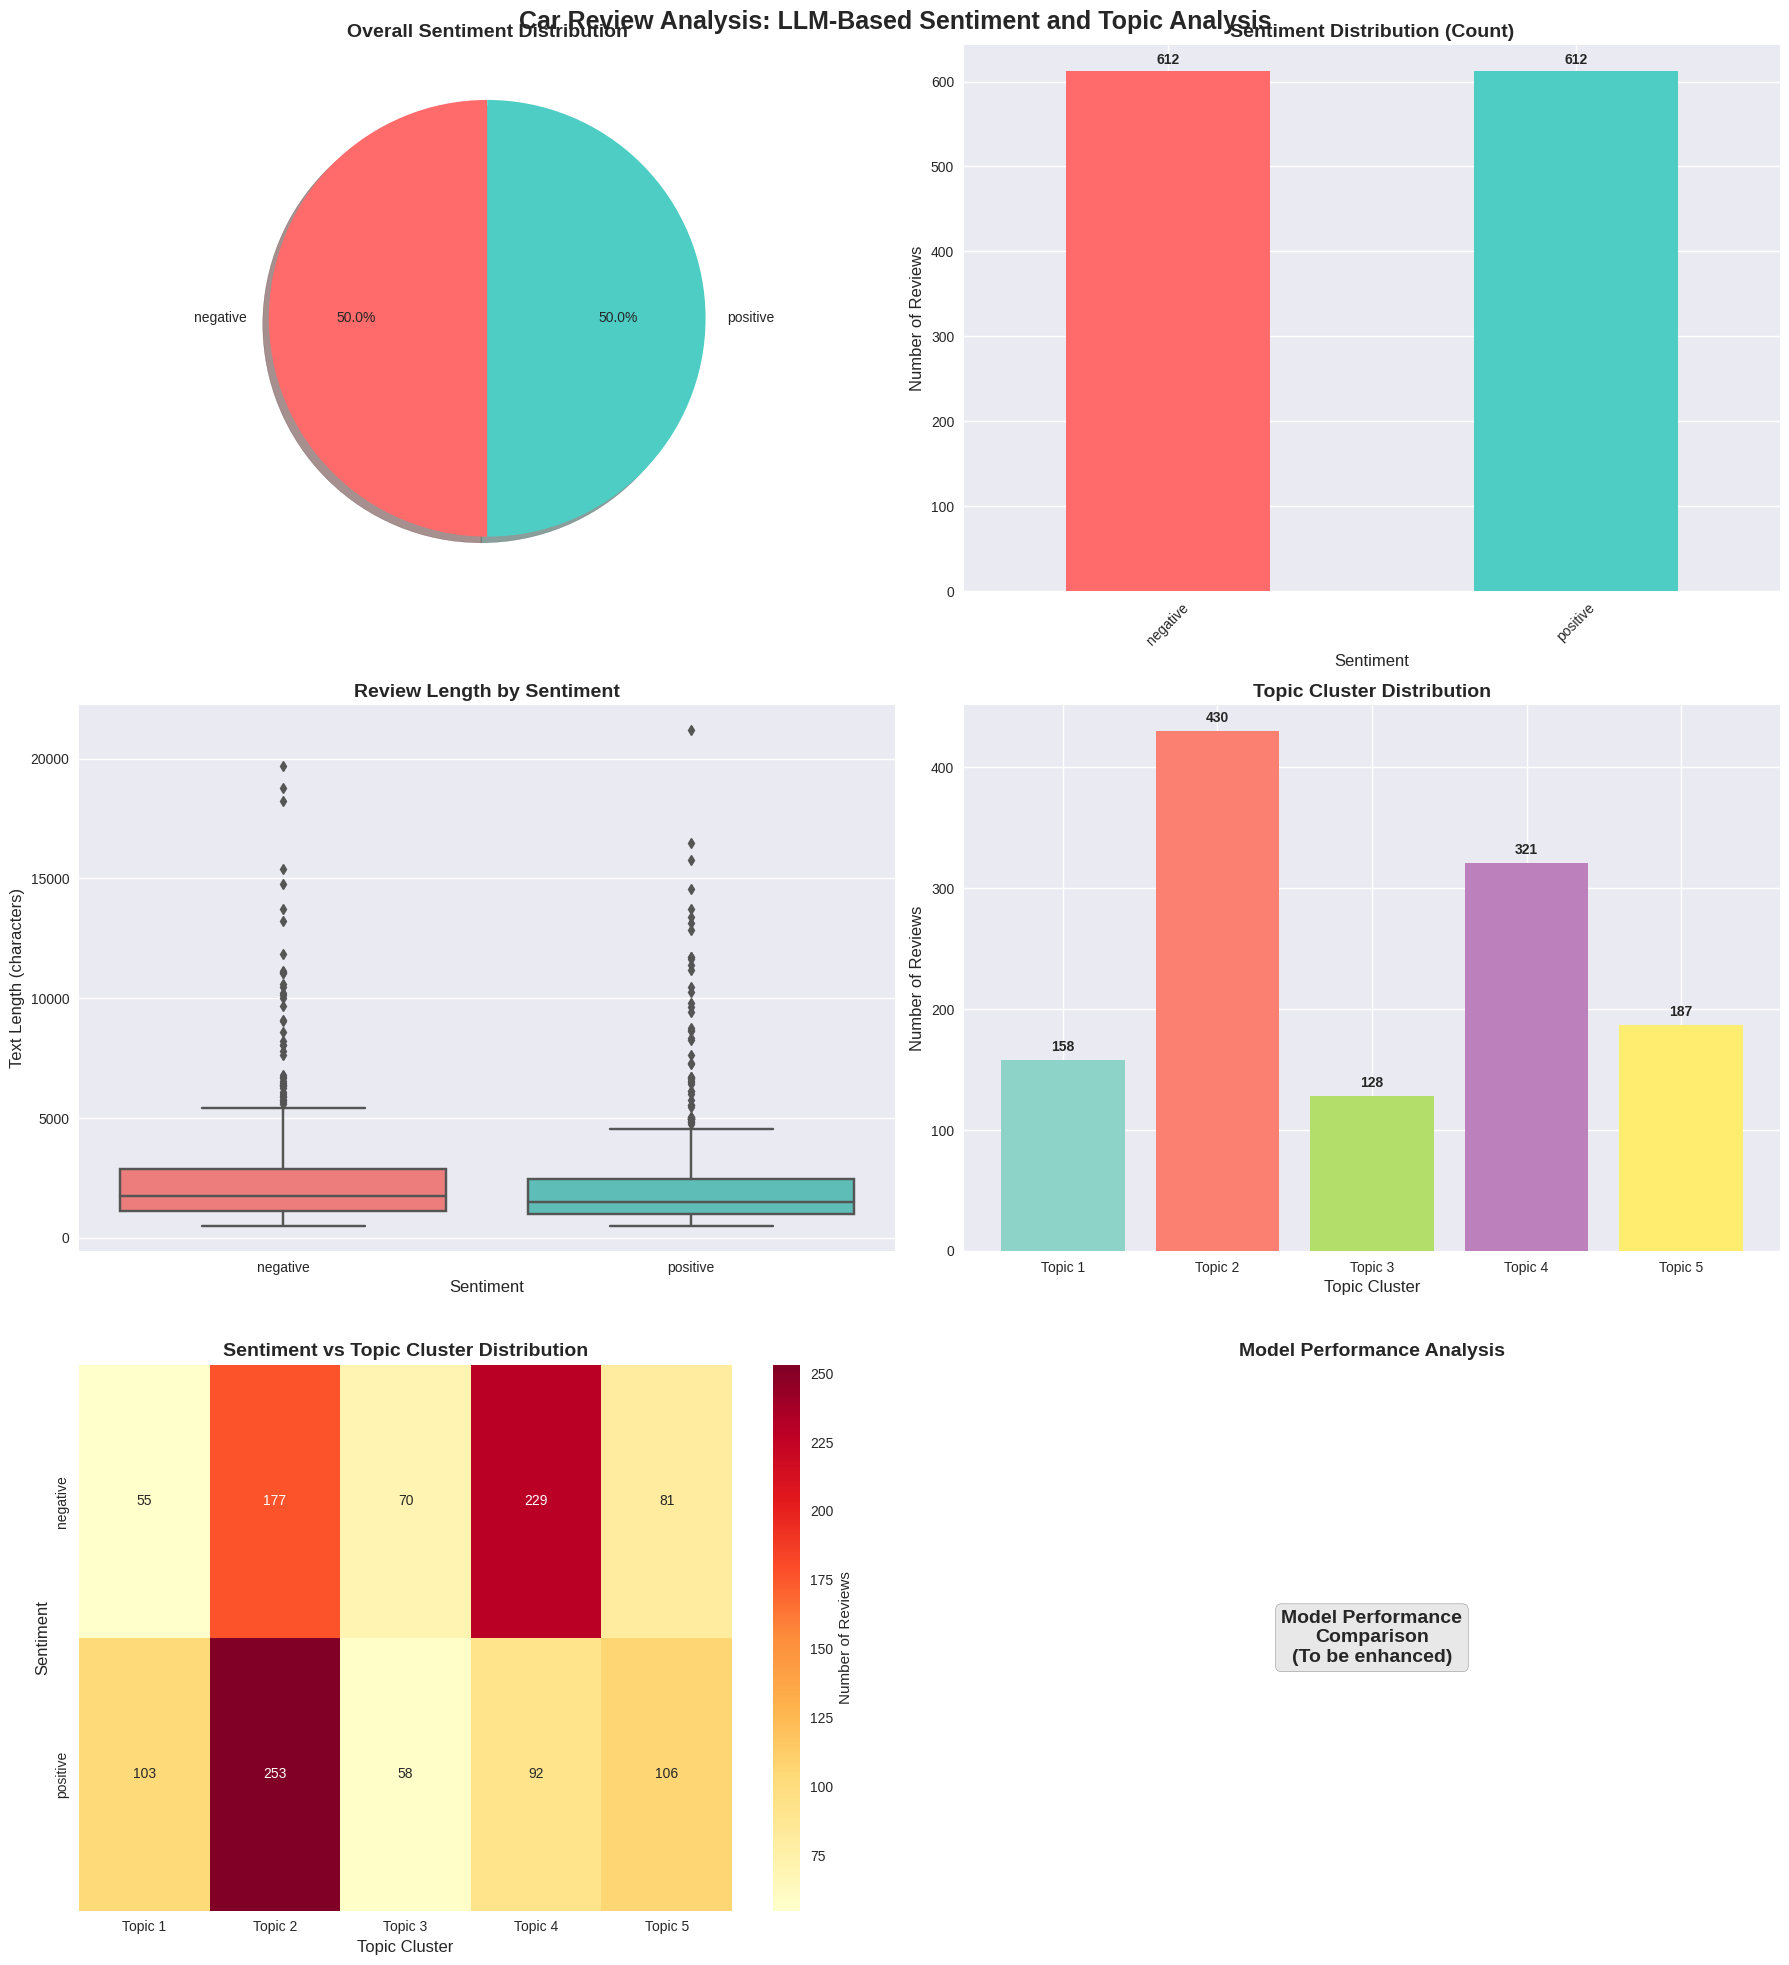 Car Review Analysis: LLM-Based Sentiment and Topic Analysis
Overall Sentiment Distribution
negative
50.0%
50.0%
positive
Sentiment Distribution (Count)
612
612
600
500
400
300
200
100
0
Number of Reviews
negative
positive
Sentiment
Review Length by Sentiment
20000
15000
10000
5000
0
Text Length (characters)
negative
positive
Sentiment
Topic Cluster Distribution
430
321
187
158
128
400
300
200
100
0
Number of Reviews
Topic 1
Topic 2
Topic 3
Topic 4
Topic 5
Topic Cluster
Sentiment vs Topic Cluster Distribution
negative
55
177
70
229
81
positive
103
253
58
92
106
Sentiment
Topic 1
Topic 2
Topic 3
Topic 4
Topic 5
Topic Cluster
250
225
200
175
150
125
100
75
Number of Reviews
Model Performance Analysis
Model Performance
Comparison
(To be enhanced)